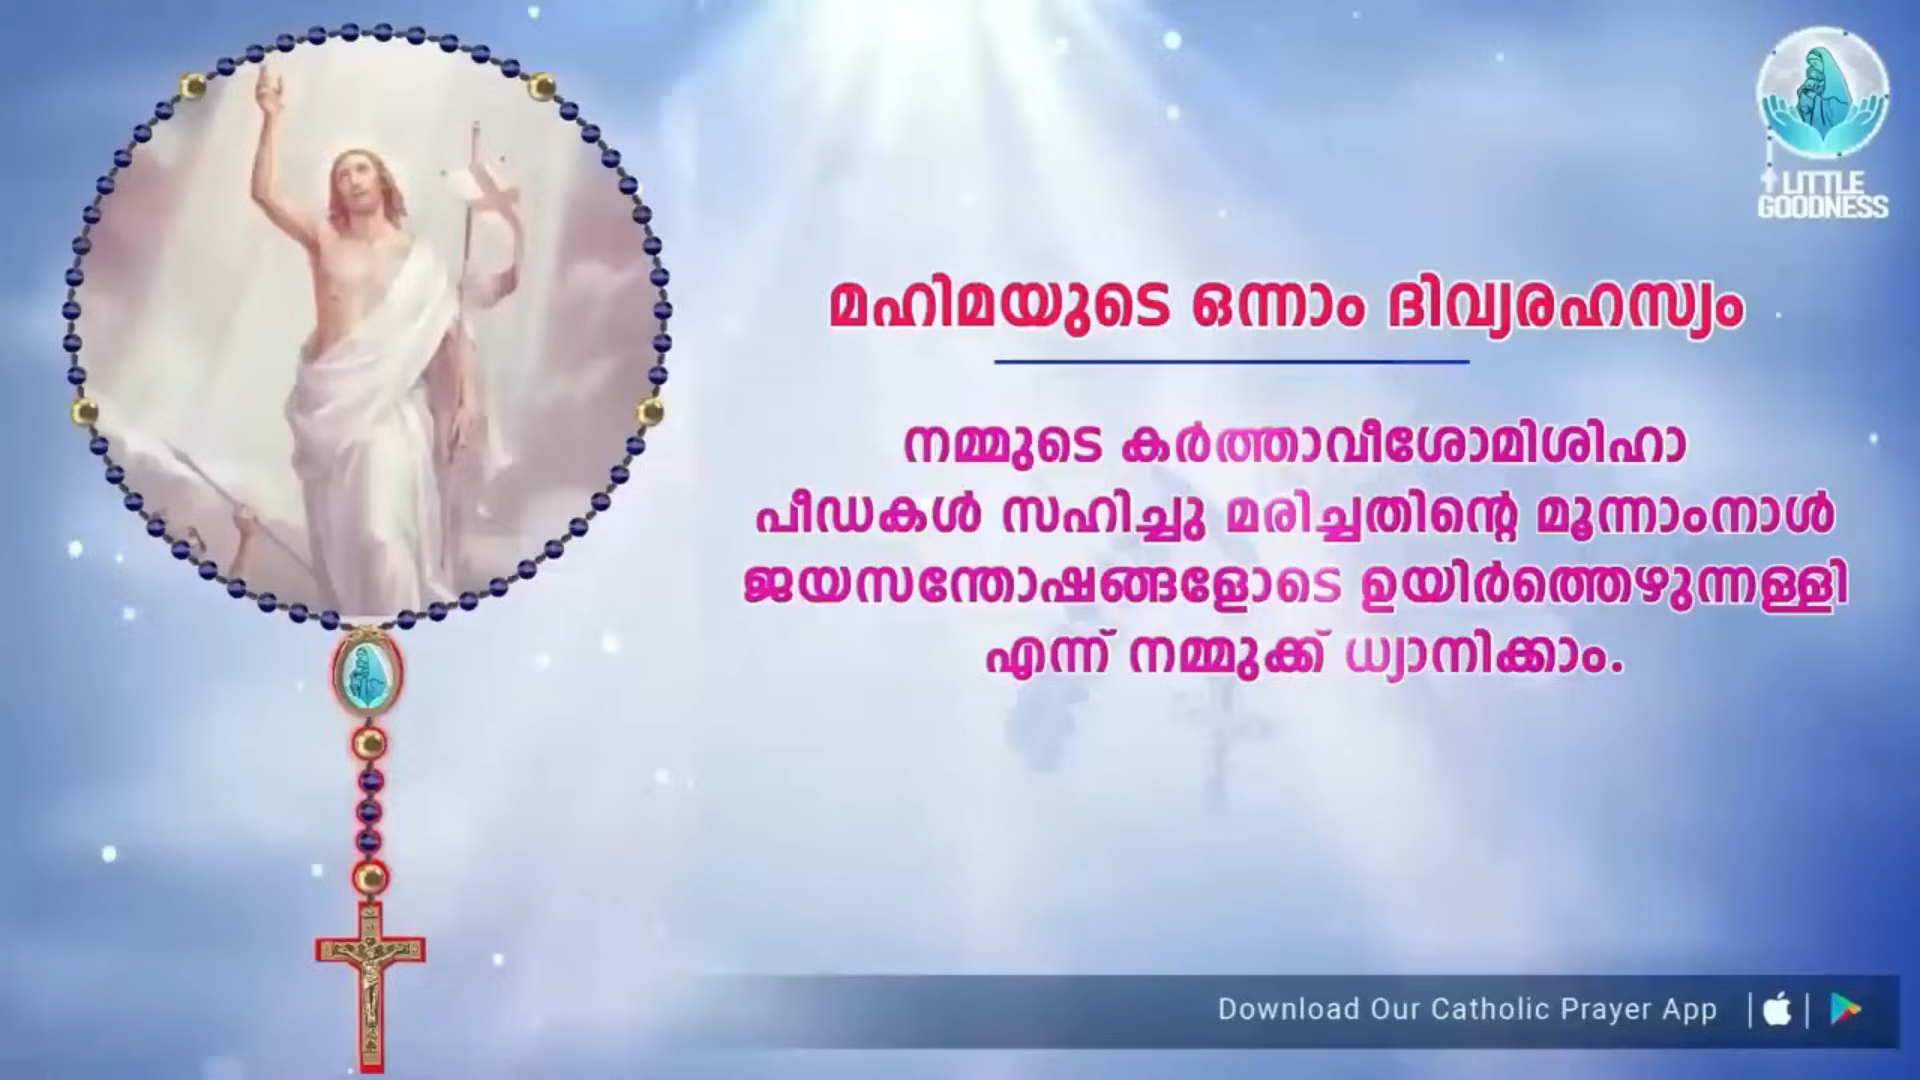 LITTLE
GOODNESS
മഹിമയുടെ ഒന്നാം ദിവ്യരഹസ്യം
നമ്മുടെ കർത്താവീശോമിശിഹാ
പീഡകൾ സഹിച്ചു മരിച്ചതിന്റെ മൂന്നാംനാൾ
ജയസന്തോഷങ്ങളോടെ ഉയിർത്തെഴുന്നള്ളി
എന്ന് നമ്മുക്ക് ധ്യാനിക്കാം.
Download Our Catholic Prayer App